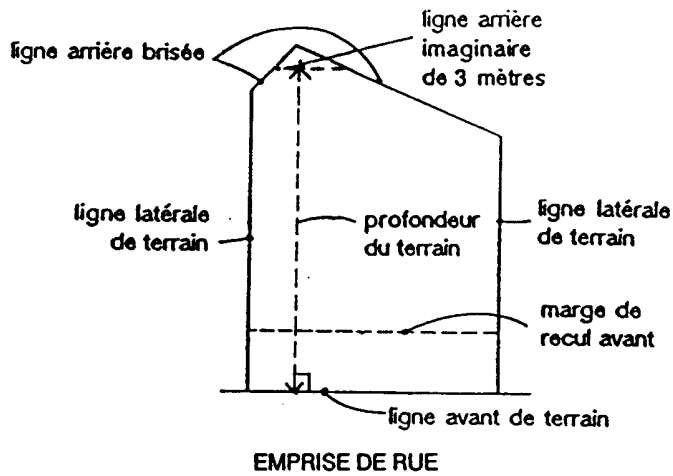 ligne arrière
imaginaire
de 3 mètres
ligne arrière brisée
ligne latérale
de terrain
profondeur
du terrain
ligne latérale
de terrain
marge de
recul avant
ligne avant de terrain
EMPRISE DE RUE